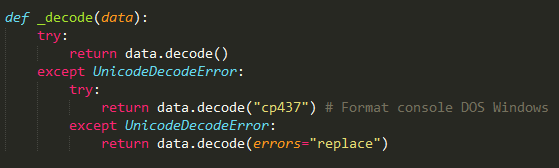 def _decode(data):
    try:
        return data.decode()
    except UnicodeDecodeError:
        try:
            return data.decode("cp437") # Format console DOS Windows
        except UnicodeDecodeError:
            return data.decode(errors="replace")